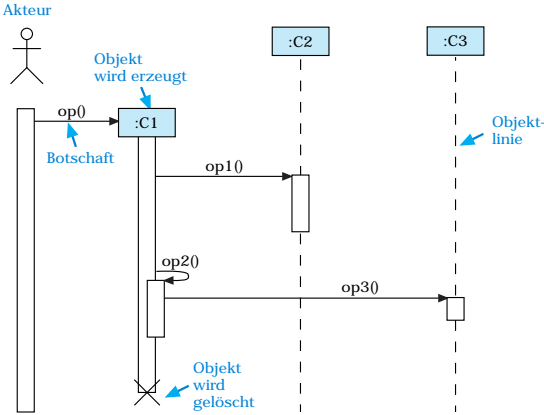 Akteur
:C2
:C3
Objekt
wird erzeugt
op()
:C1
Botschaft
Objekt-
linie
op1()
op2()
op3()
Objekt
wird
gelöscht